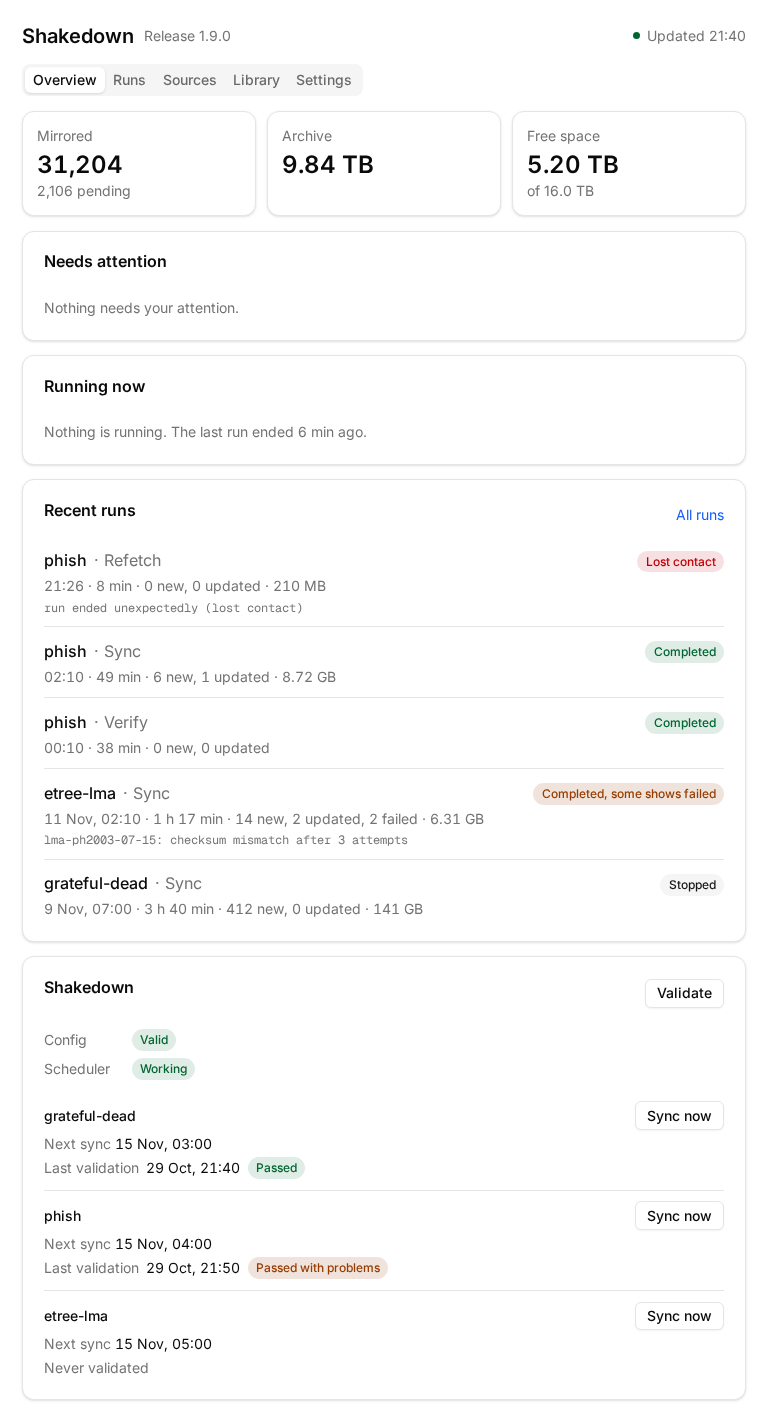 Shakedown Release 1.9.0
Updated 21:40
Overview Runs Sources Library Settings
Mirrored
31,204
2,106 pending
Archive
9.84 TB
Free space
5.20 TB
of 16.0 TB
Needs attention
Nothing needs your attention.
Running now
Nothing is running. The last run ended 6 min ago.
Recent runs
All runs
phish · Refetch
Lost contact
21:26 · 8 min · 0 new, 0 updated · 210 MB
run ended unexpectedly (lost contact)
phish · Sync
Completed
02:10 · 49 min · 6 new, 1 updated · 8.72 GB
phish · Verify
Completed
00:10 · 38 min · 0 new, 0 updated
etree-lma · Sync
Completed, some shows failed
11 Nov, 02:10 · 1 h 17 min · 14 new, 2 updated, 2 failed · 6.31 GB
lma-ph2003-07-15: checksum mismatch after 3 attempts
grateful-dead · Sync
Stopped
9 Nov, 07:00 · 3 h 40 min · 412 new, 0 updated · 141 GB
Shakedown
Validate
Config Valid
Scheduler Working
grateful-dead
Sync now
Next sync 15 Nov, 03:00
Last validation 29 Oct, 21:40 Passed
phish
Sync now
Next sync 15 Nov, 04:00
Last validation 29 Oct, 21:50 Passed with problems
etree-lma
Sync now
Next sync 15 Nov, 05:00
Never validated